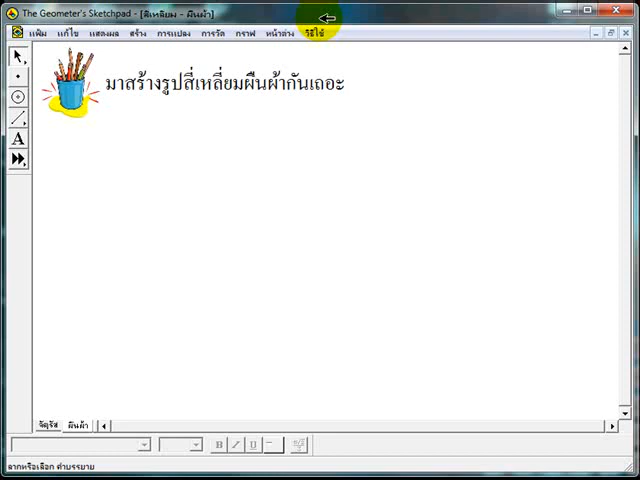 The Geometer's Sketchpad - [สี่เหลี่ยม - ผืนผ้า]
แฟ้ม แก้ไข แสดงผล สร้าง การแปลง การวัด กราฟ หน้าต่าง วิธีใช้
มาสร้างรูปสี่เหลี่ยมผืนผ้ากันเถอะ
A
จัตุรัส ผืนผ้า
B I U
ลากหรือเลือก คำบรรยาย